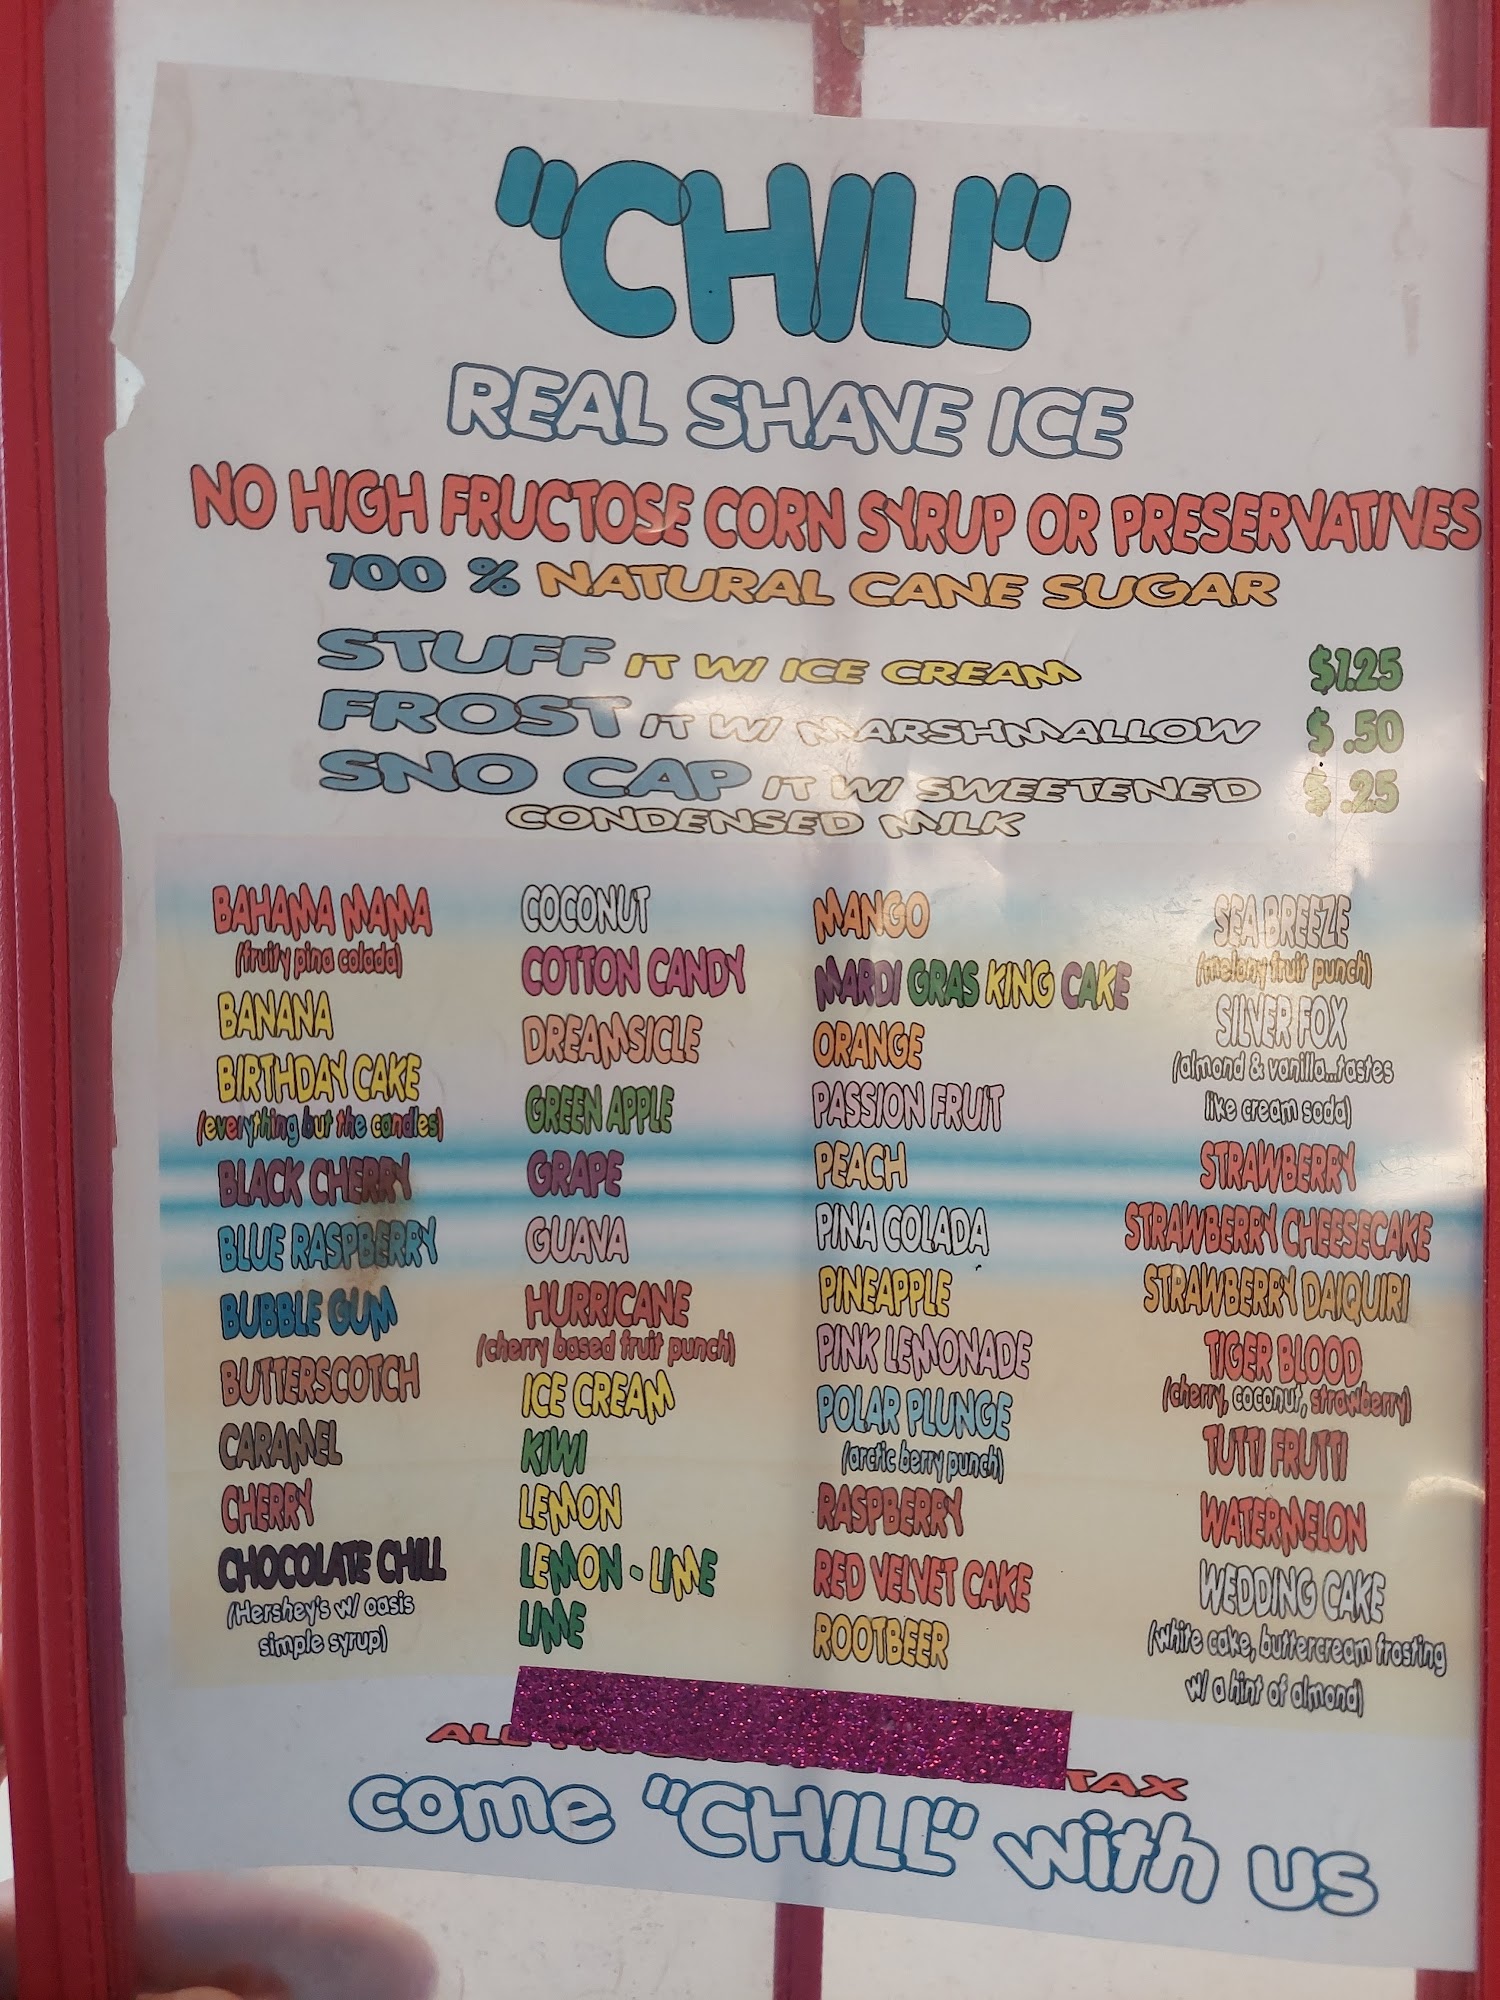 "CHILL"
REAL SHAVE ICE
NO HIGH FRUCTOSE CORN SYRUP OR PRESERVATIVES
100 % NATURAL CANE SUGAR
STUFF IT W/ ICE CREAM $1.25
FROST IT W/ MARSHMALLOW $ .50
SNO CAP IT W/ SWEETENED $ .25
CONDENSED MILK
BAHAMA MAMA
(fruity pina colada)
BANANA
BIRTHDAY CAKE
(everything but the candles)
BLACK CHERRY
BLUE RASPBERRY
BUBBLE GUM
BUTTERSCOTCH
CARAMEL
CHERRY
CHOCOLATE CHILL
(Hershey's w/ oasis
simple syrup)
COCONUT
COTTON CANDY
DREAMSICLE
GREEN APPLE
GRAPE
GUAVA
HURRICANE
(cherry based fruit punch)
ICE CREAM
KIWI
LEMON
LEMON - LIME
LIME
MANGO
MARDI GRAS KING CAKE
ORANGE
PASSION FRUIT
PEACH
PINA COLADA
PINEAPPLE
PINK LEMONADE
POLAR PLUNGE
(arctic berry punch)
RASPBERRY
RED VELVET CAKE
ROOTBEER
SEA BREEZE
(melany fruit punch)
SILVER FOX
(almond & vanilla...tastes
like cream soda)
STRAWBERRY
STRAWBERRY CHEESECAKE
STRAWBERRY DAIQUIRI
TIGER BLOOD
(cherry, coconut, strawberry)
TUTTI FRUTTI
WATERMELON
WEDDING CAKE
(white cake, buttercream frosting
w/ a hint of almond)
ALL TAX
come "CHILL" with us